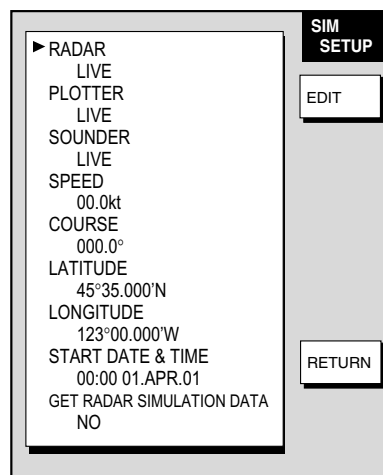 SIM
SETUP
▶RADAR
LIVE
PLOTTER
LIVE
SOUNDER
LIVE
SPEED
00.0kt
COURSE
000.0°
LATITUDE
45°35.000’N
LONGITUDE
123°00.000’W
START DATE & TIME
00:00 01.APR.01
GET RADAR SIMULATION DATA
NO
EDIT
RETURN